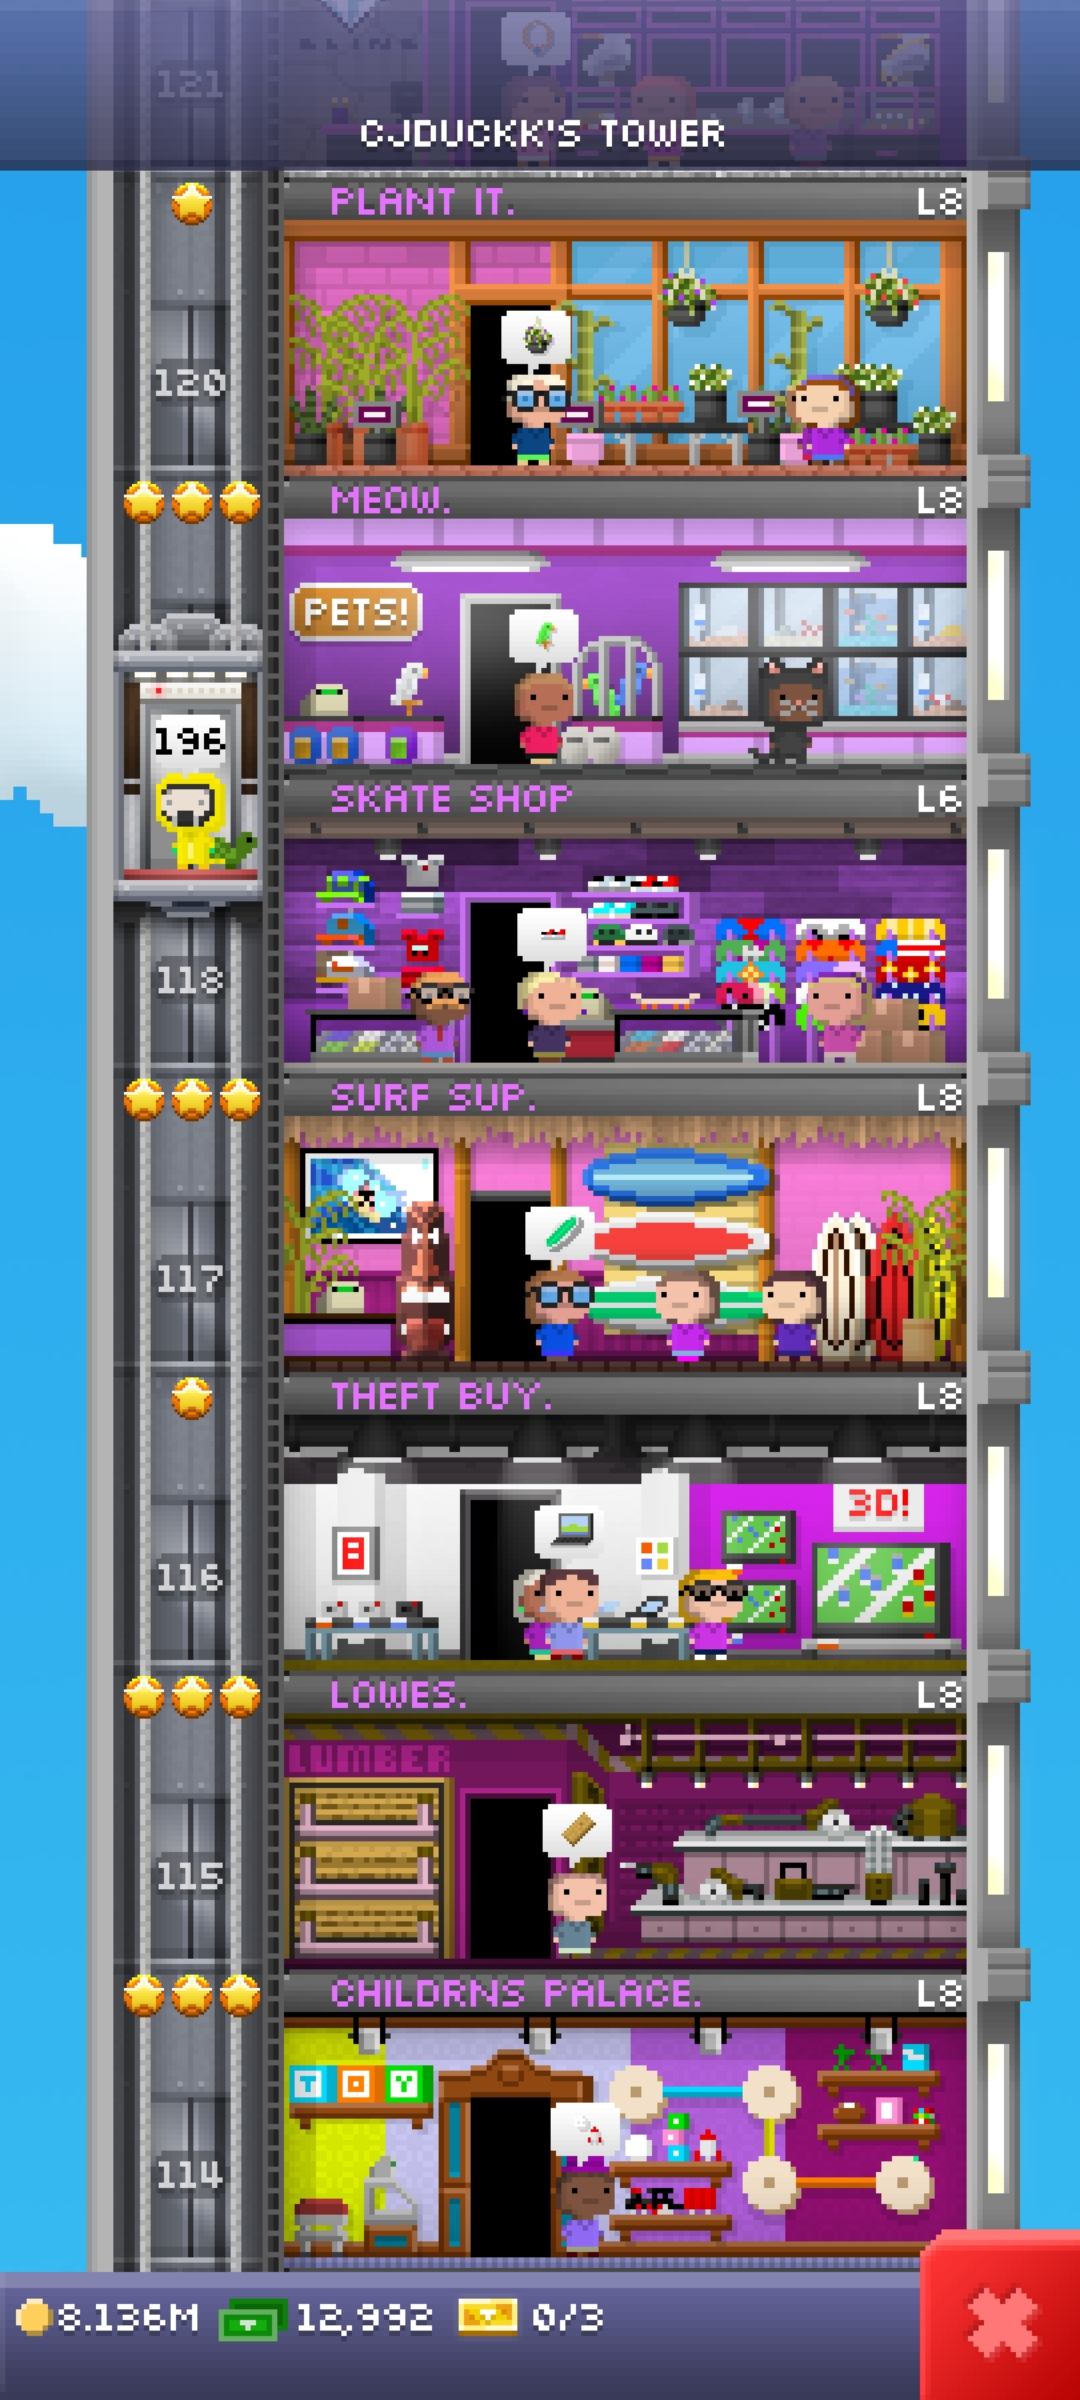 121
CJDUCKK'S TOWER
PLANT IT. L8
120
MEOW. L8
PETS!
196
SKATE SHOP L6
118
SURF SUP. L8
117
THEFT BUY. L8
3D!
8
116
LOWES. L8
LUMBER
115
CHILDRNS PALACE. L8
TOY
114
8.136M 12,992 0/3